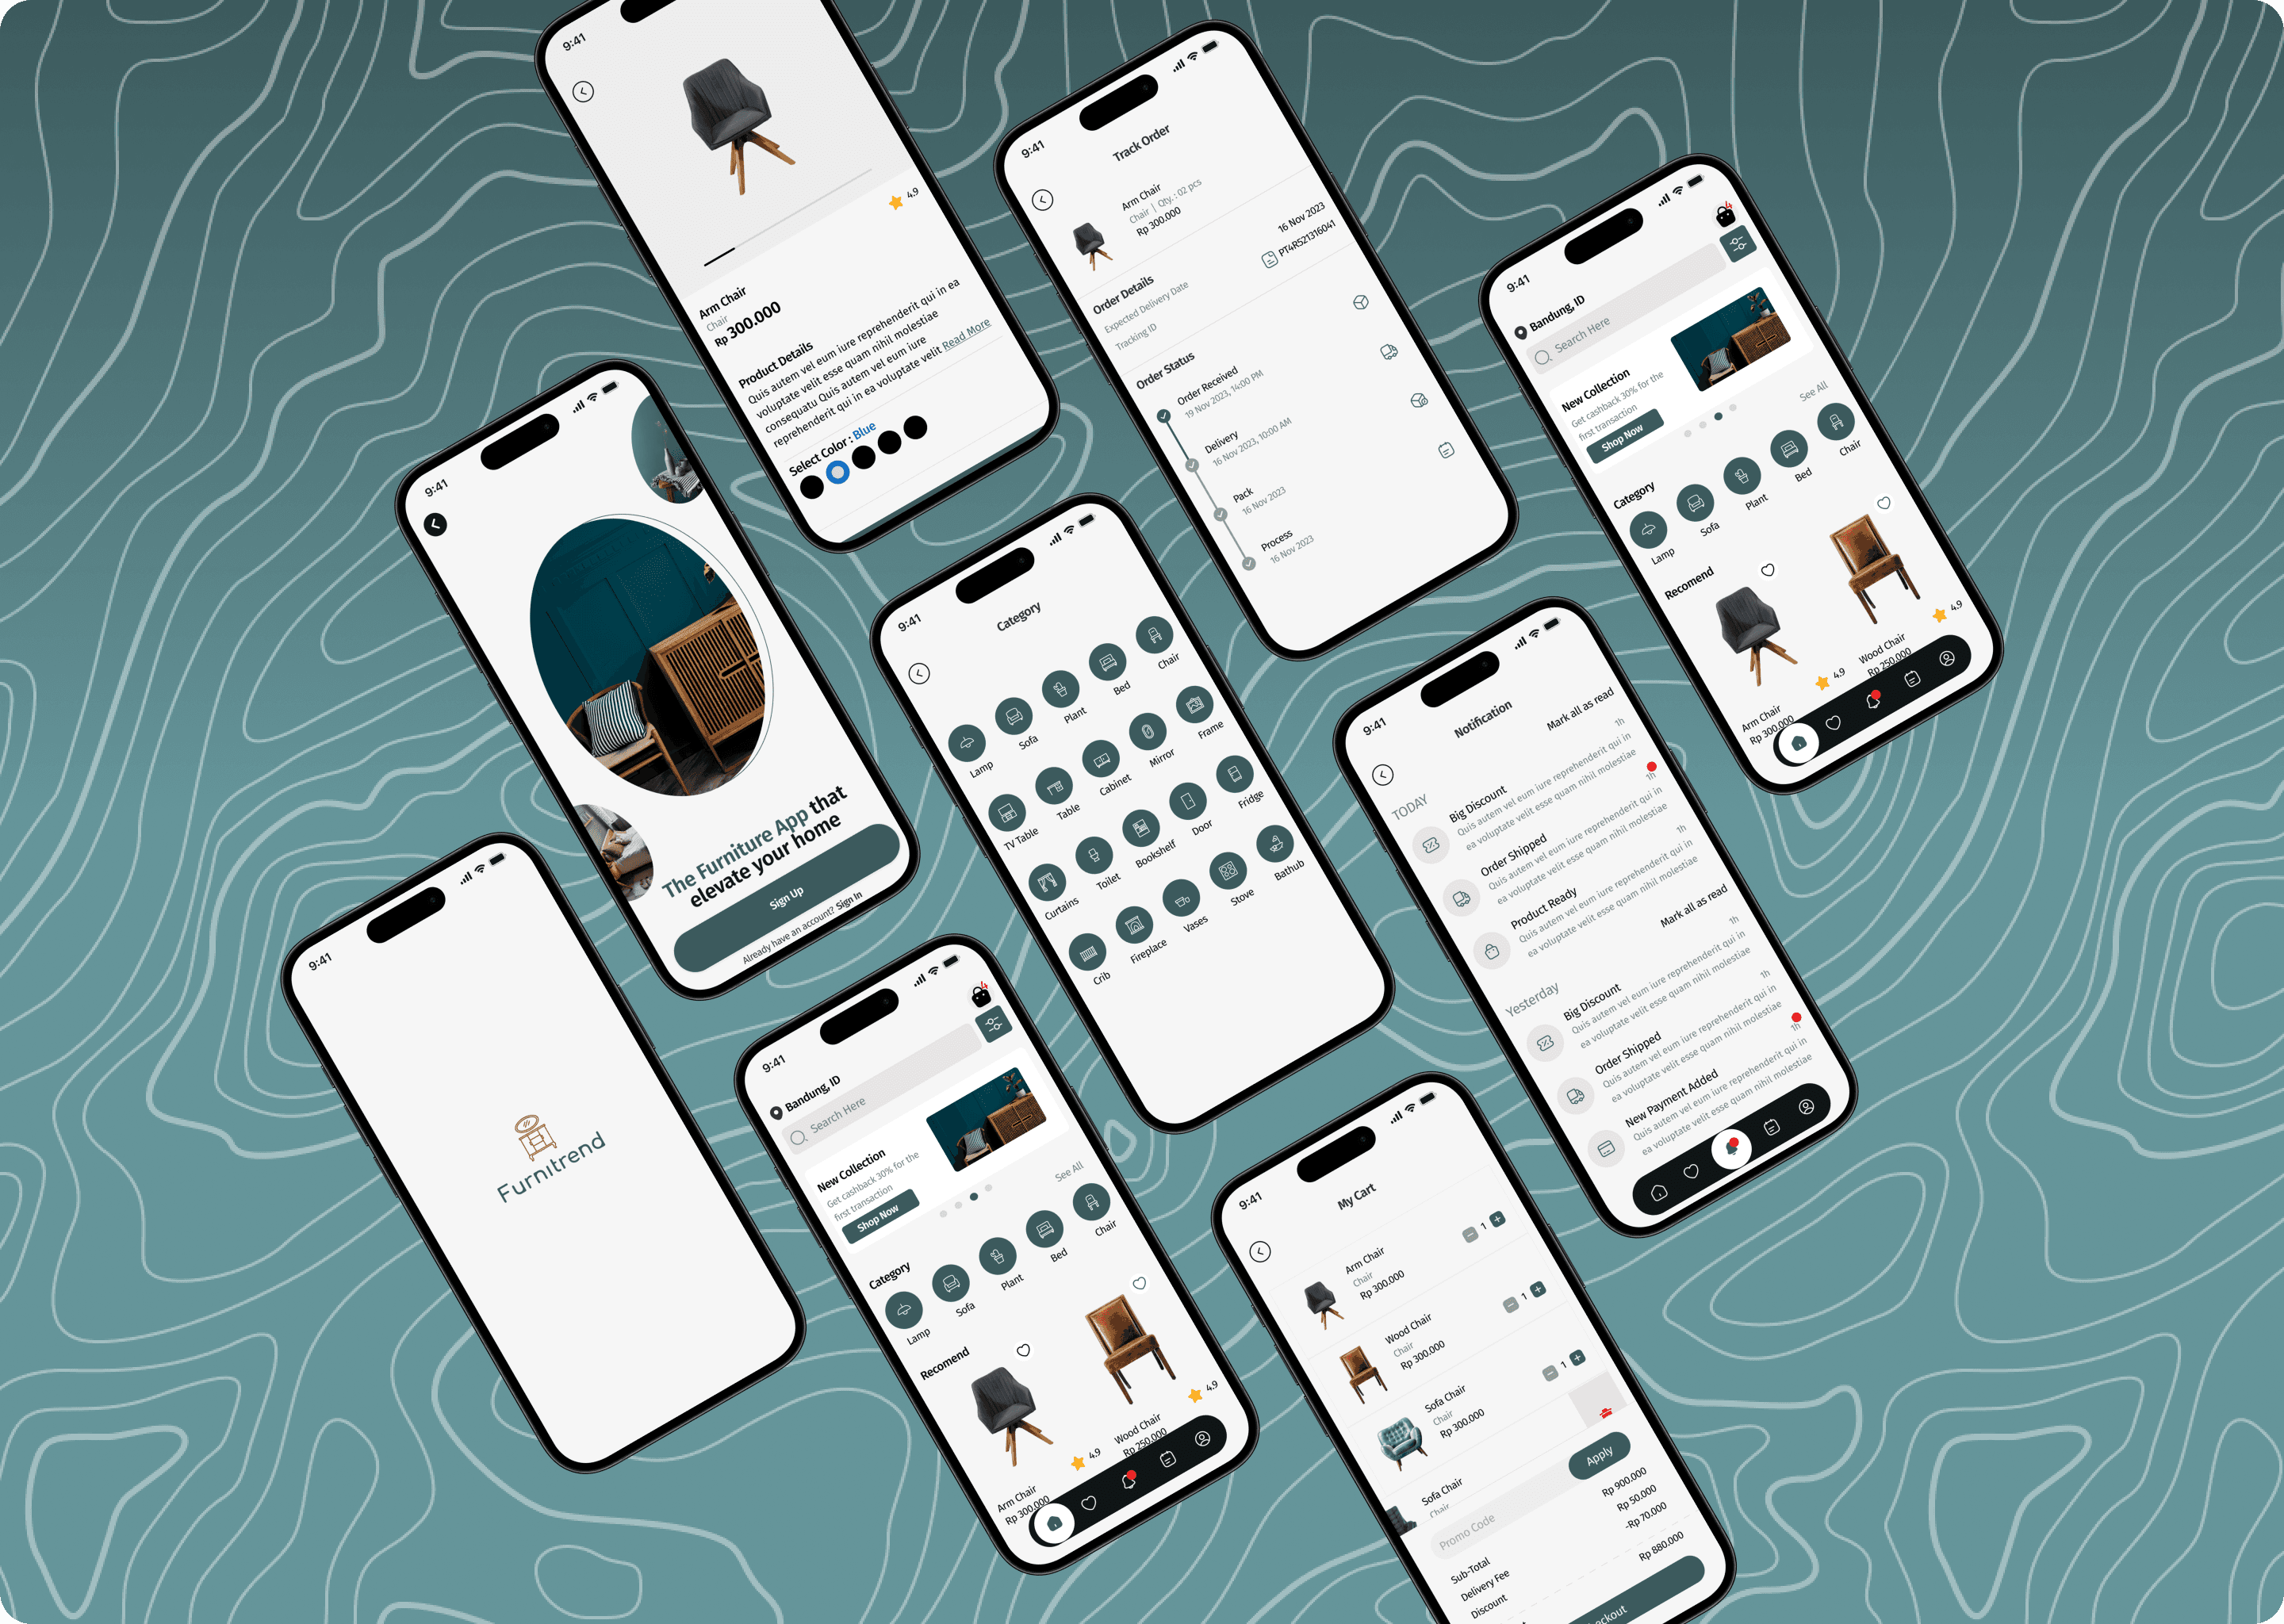 9:41
4.9
Arm Chair
Chair
Rp 300.000
Product Details
Quis autem vel eum iure reprehenderit qui in ea
voluptate velit esse quam nihil molestiae
consequatu Quis autem vel eum iure
reprehenderit qui in ea voluptate velit Read More
Select Color : Blue
9:41
Track Order
Arm Chair
Chair | Qty. : 02 pcs
Rp 300.000
Order Details
Expected Delivery Date
16 Nov 2023
Tracking ID
PT4R521316041
Order Status
Order Received
19 Nov 2023, 14:00 PM
Delivery
16 Nov 2023, 10:00 AM
Pack
16 Nov 2023
Process
16 Nov 2023
9:41
4
Bandung, ID
Search Here
New Collection
Get cashback 30% for the
first transaction
Shop Now
Category
See All
Lamp
Sofa
Plant
Bed
Chair
Recomend
4.9
Arm Chair
Rp 300.000
4.9
Wood Chair
Rp 250.000
9:41
The Furniture App that
elevate your home
Sign Up
Already have an account? Sign In
9:41
Category
Lamp
Sofa
Plant
Bed
Chair
TV Table
Table
Cabinet
Mirror
Frame
Curtains
Toilet
Bookshelf
Door
Fridge
Crib
Fireplace
Vases
Stove
Bathub
9:41
Notification
TODAY
Mark all as read
Big Discount
1h
Quis autem vel eum iure reprehenderit qui in
ea voluptate velit esse quam nihil molestiae
Order Shipped
1h
Quis autem vel eum iure reprehenderit qui in
ea voluptate velit esse quam nihil molestiae
Product Ready
1h
Quis autem vel eum iure reprehenderit qui in
ea voluptate velit esse quam nihil molestiae
Yesterday
Mark all as read
Big Discount
1h
Quis autem vel eum iure reprehenderit qui in
ea voluptate velit esse quam nihil molestiae
Order Shipped
1h
Quis autem vel eum iure reprehenderit qui in
ea voluptate velit esse quam nihil molestiae
New Payment Added
1h
Quis autem vel eum iure reprehenderit qui in
ea voluptate velit esse quam nihil molestiae
9:41
Furnitrend
9:41
4
Bandung, ID
Search Here
New Collection
Get cashback 30% for the
first transaction
Shop Now
Category
See All
Lamp
Sofa
Plant
Bed
Chair
Recomend
4.9
Arm Chair
Rp 300.000
4.9
Wood Chair
Rp 250.000
9:41
My Cart
Arm Chair
Chair
Rp 300.000
1
Wood Chair
Chair
Rp 300.000
1
Sofa Chair
Chair
Rp 300.000
1
Sofa Chair
Chair
Promo Code
Apply
Sub-Total
Rp 900.000
Delivery Fee
Rp 50.000
Discount
-Rp 70.000
Rp 880.000